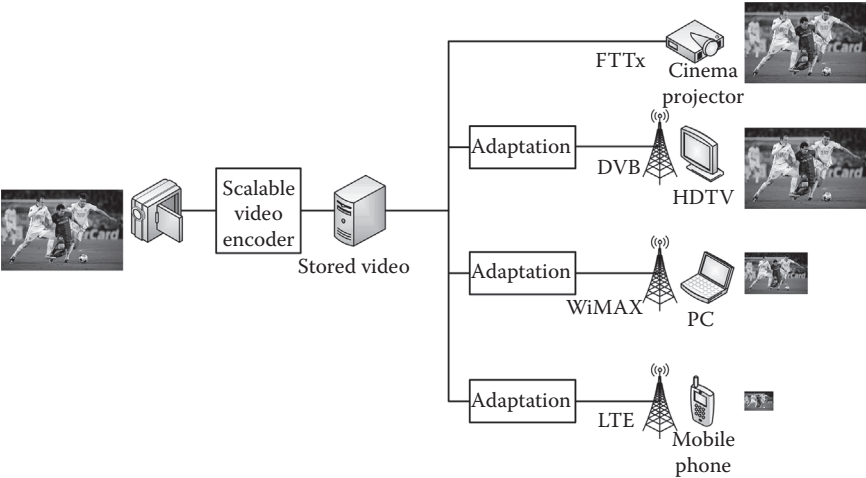 FTTx
Cinema
projector
Adaptation
DVB
HDTV
Scalable
video
encoder
Stored video
Adaptation
WiMAX
PC
Adaptation
LTE
Mobile
phone